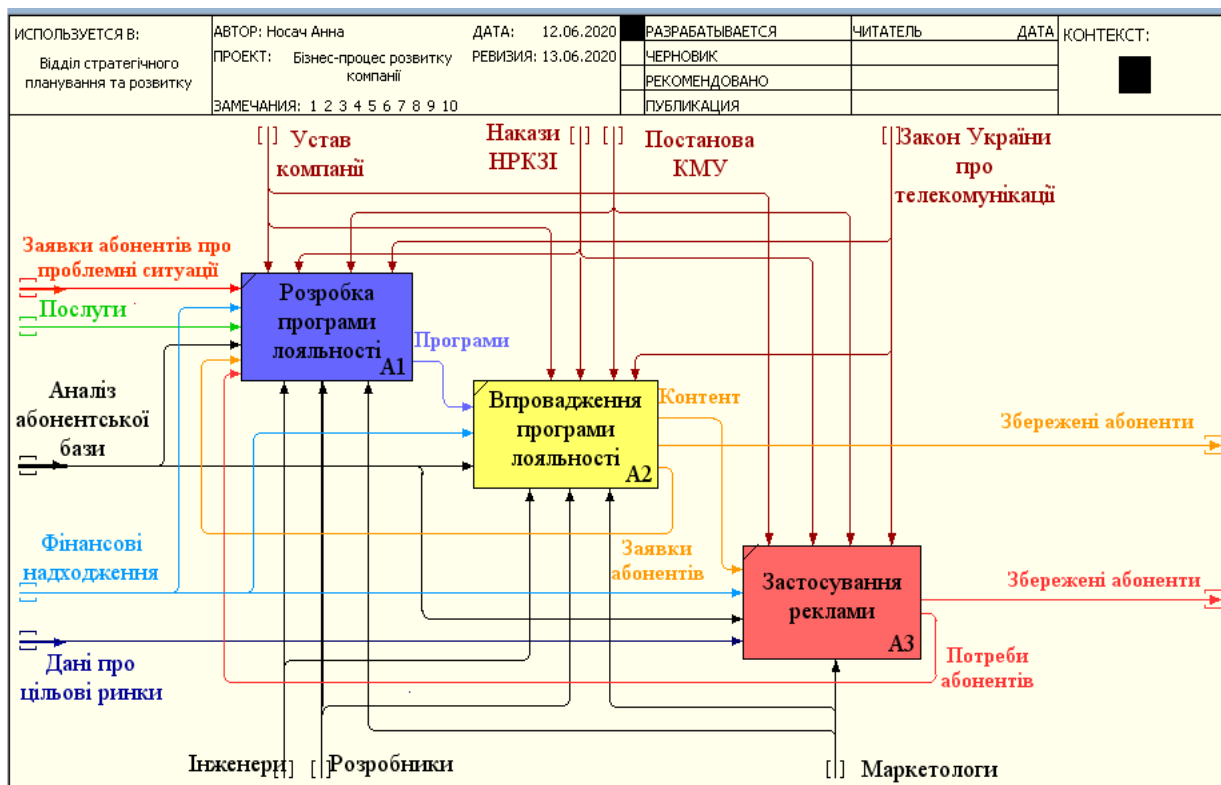 ИСПОЛЬЗУЕТСЯ В:
Відділ стратегічного
планування та розвитку
АВТОР: Носач Анна
ДАТА: 12.06.2020
ПРОЕКТ: Бізнес-процес розвитку
компанії
РЕВИЗИЯ: 13.06.2020
ЗАМЕЧАНИЯ: 1 2 3 4 5 6 7 8 9 10
РАЗРАБАТЫВАЕТСЯ
ЧЕРНОВИК
РЕКОМЕНДОВАНО
ПУБЛИКАЦИЯ
ЧИТАТЕЛЬ
ДАТА
КОНТЕКСТ:
Устав
компанії
Накази
НРКЗІ
Постанова
КМУ
Закон України
про
телекомунікації
Заявки абонентів про
проблемні ситуації
Послуги
Розробка
програми
лояльності
A1
Програми
Аналіз
абонентської
бази
Впровадження
програми
лояльності
A2
Контент
Збережені абоненти
Фінансові
надходження
Заявки
абонентів
Застосування
реклами
A3
Збережені абоненти
Дані про
цільові ринки
Потреби
абонентів
Інженери
Розробники
Маркетологи